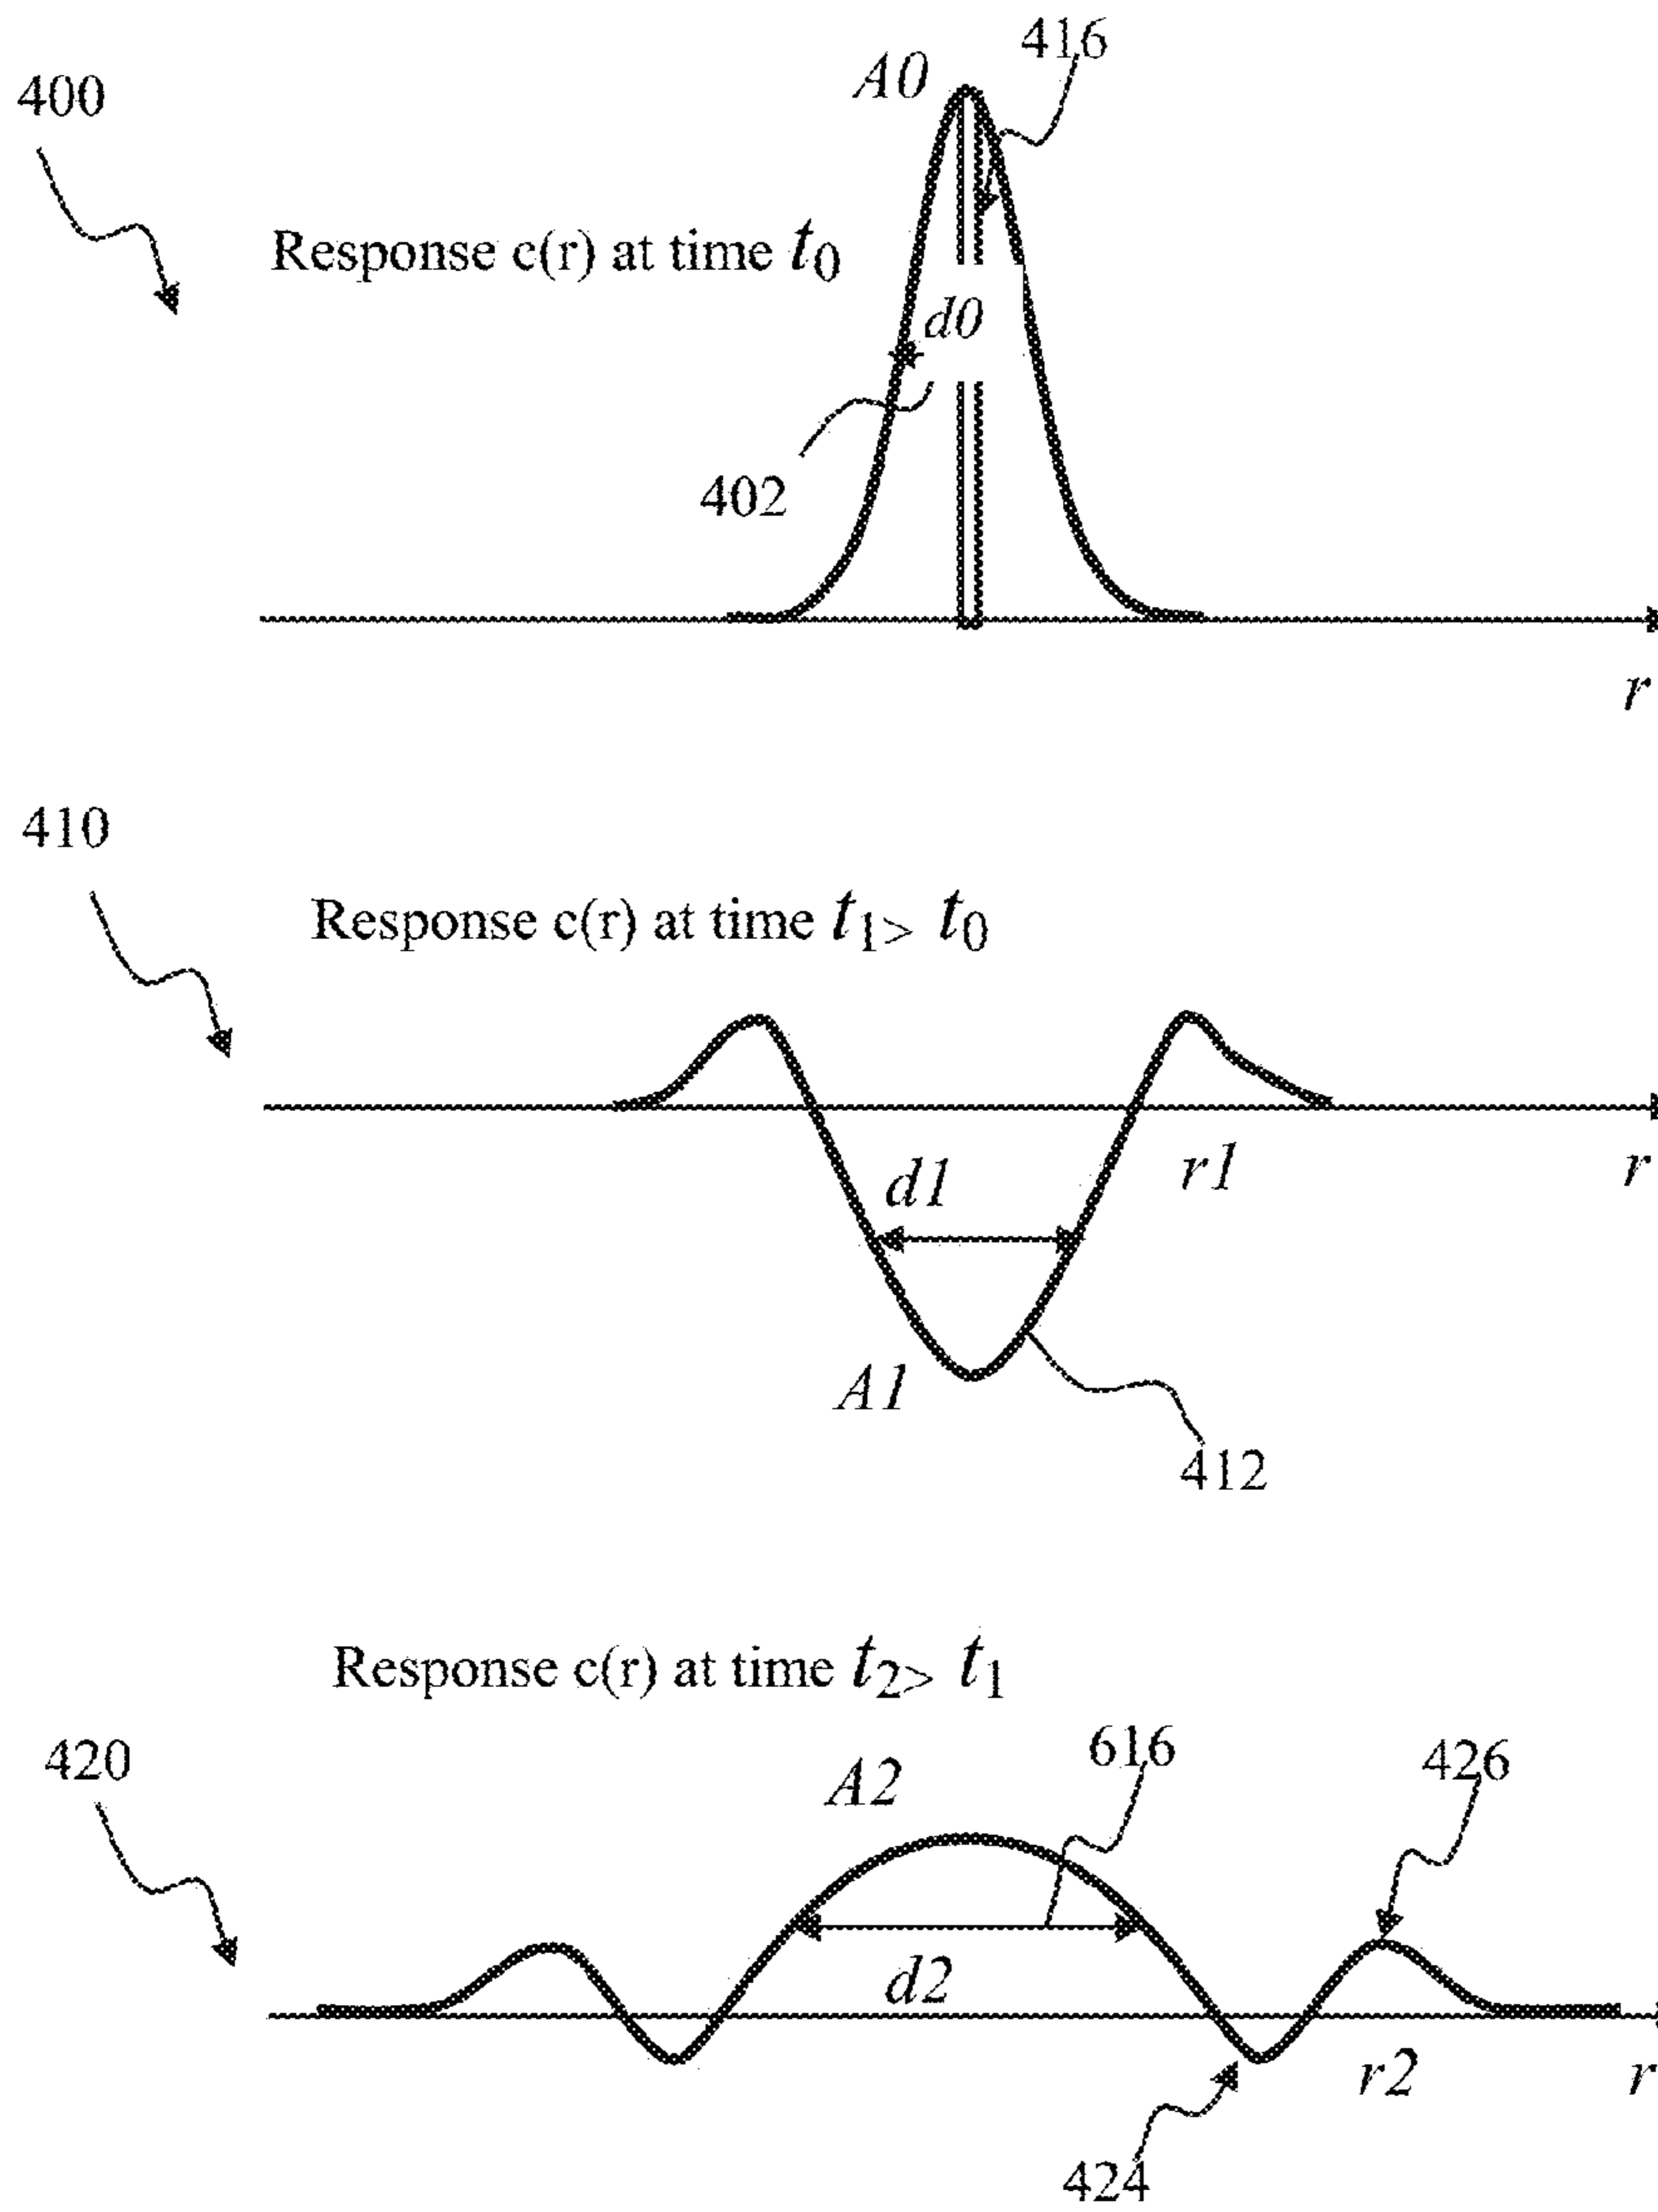 416
A0
400
Response c(r) at time t0
d0
402
r
410
Response c(r) at time t1> t0
r1
r
d1
A1
412
Response c(r) at time t2> t1
616
426
420
A2
d2
r2
r
424